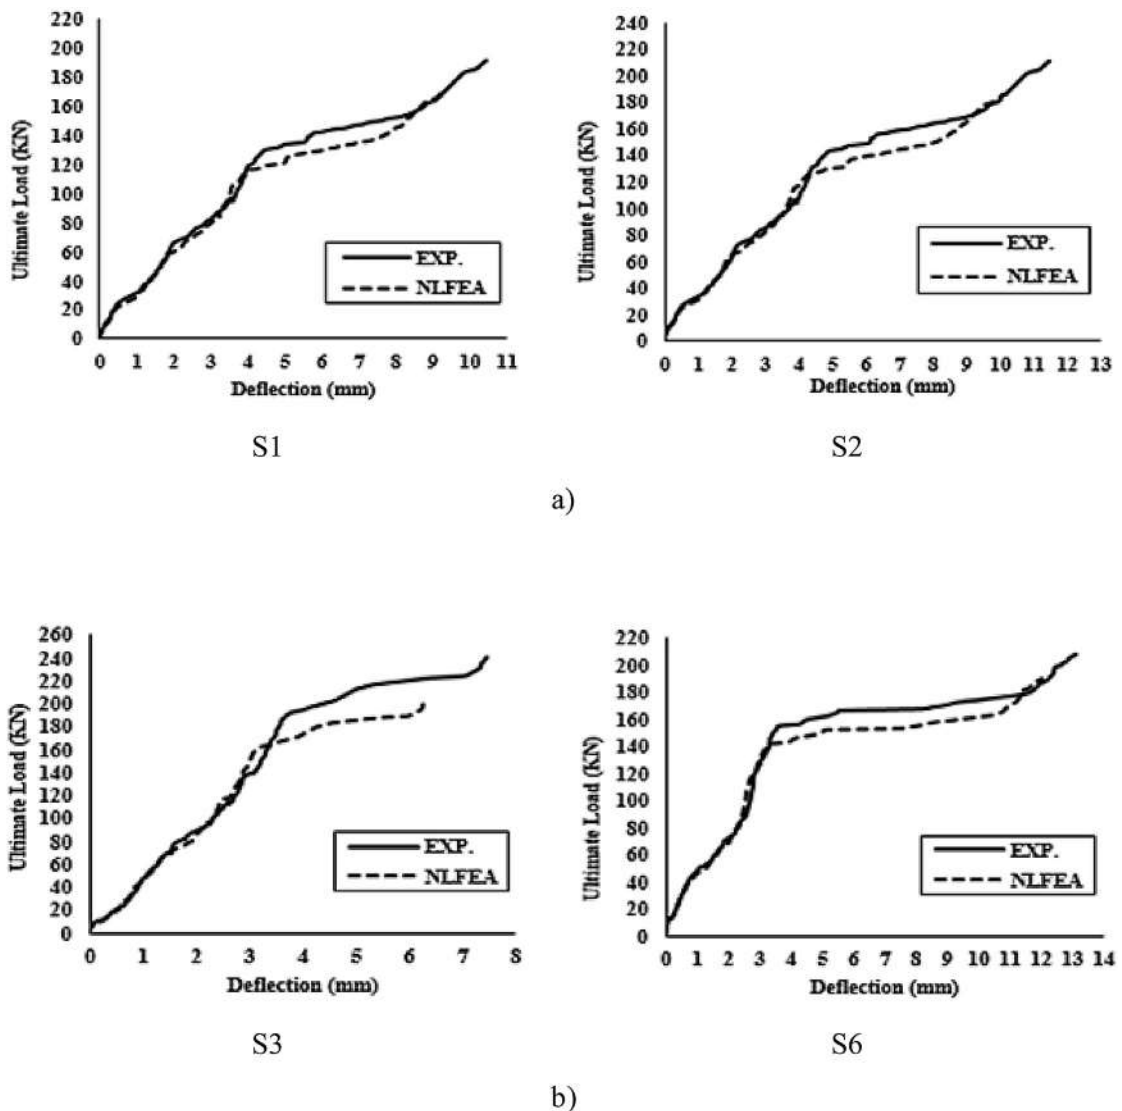 220
200
180
160
140
120
100
80
60
40
20
0
Ultimate Load (KN)
EXP.
NLFEA
0 1 2 3 4 5 6 7 8 9 10 11
Deflection (mm)
S1
240
220
200
180
160
140
120
100
80
60
40
20
0
Ultimate Load (KN)
EXP.
NLFEA
0 1 2 3 4 5 6 7 8 9 10 11 12 13
Deflection (mm)
S2
a)
260
240
220
200
180
160
140
120
100
80
60
40
20
0
Ultimate Load (KN)
EXP.
NLFEA
0 1 2 3 4 5 6 7 8
Deflection (mm)
S3
220
200
180
160
140
120
100
80
60
40
20
0
Ultimate Load (KN)
EXP.
NLFEA
0 1 2 3 4 5 6 7 8 9 10 11 12 13 14
Deflection (mm)
S6
b)